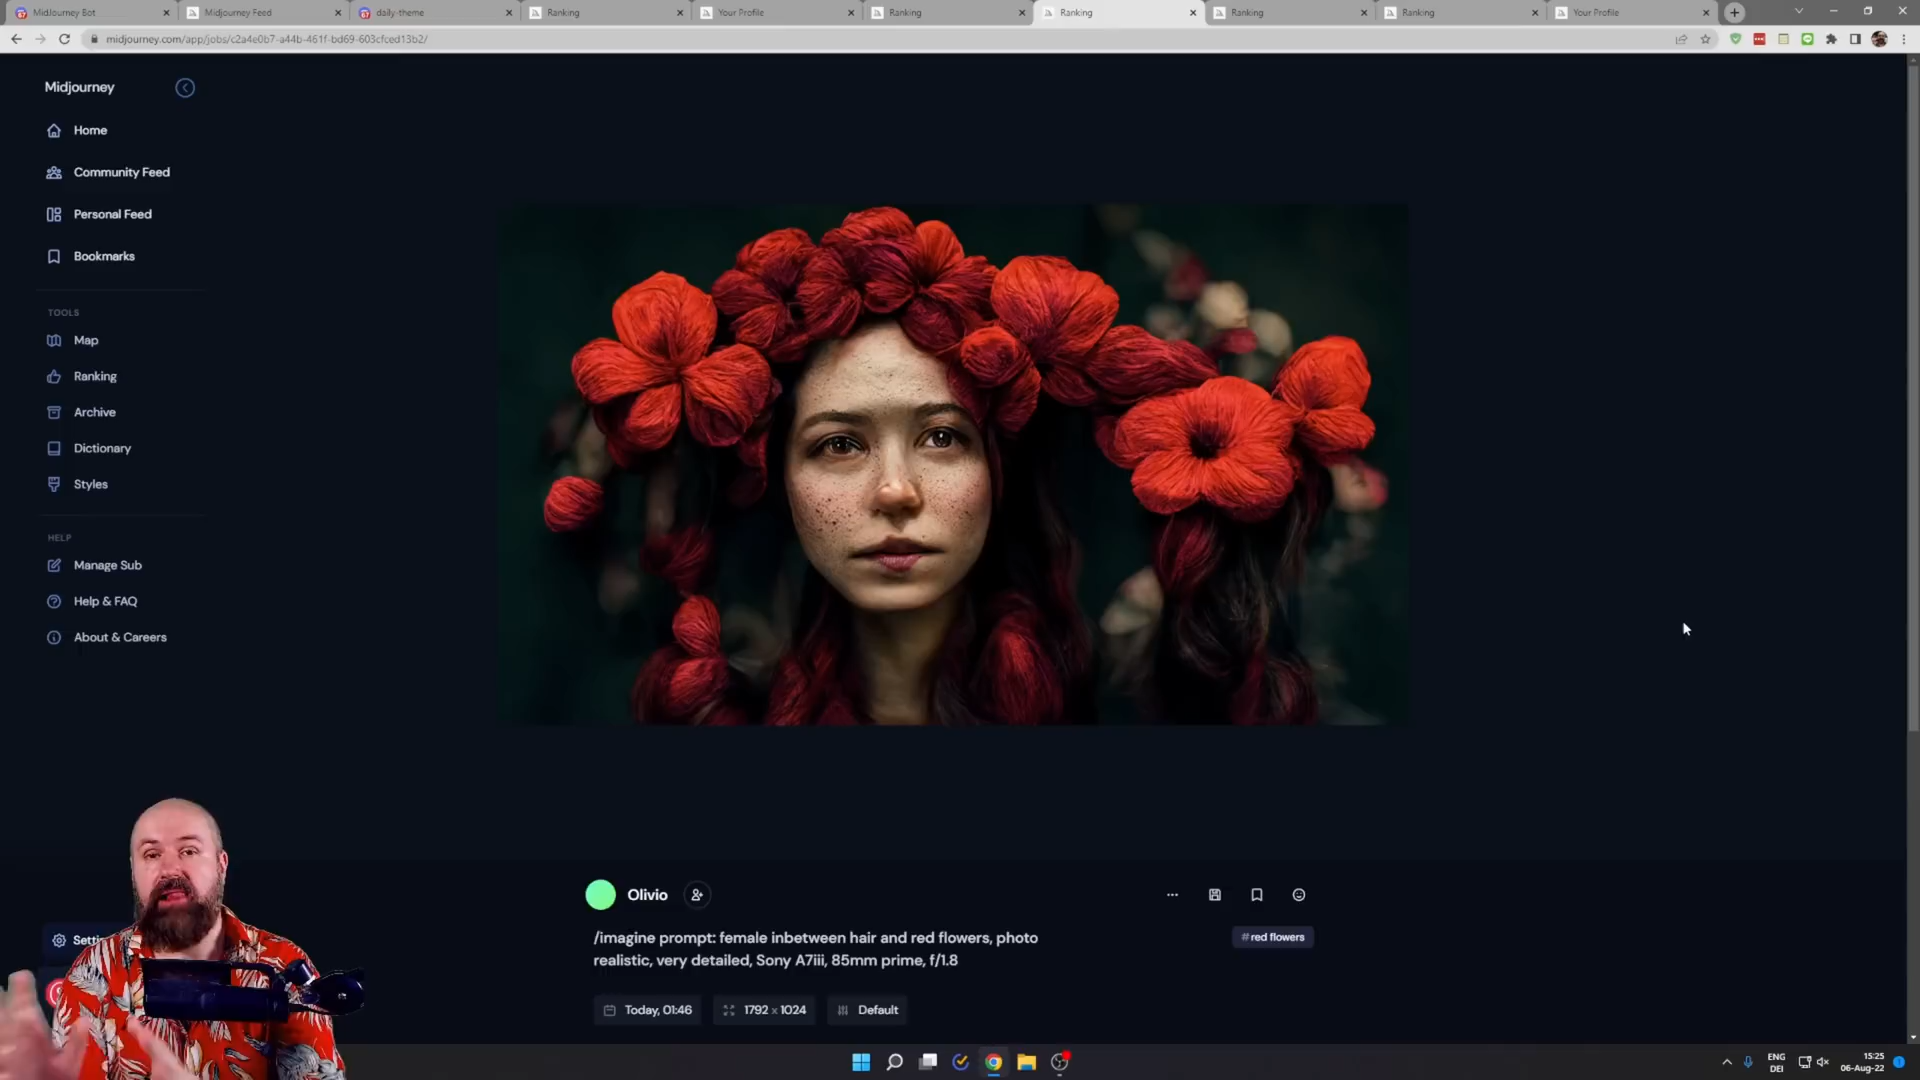 MidJourney Bot
Midjourney Feed
daily-theme
Ranking
Your Profile
Ranking
Ranking
Ranking
Ranking
Your Profile
midjourney.com/app/jobs/c2a4e0b7-a44b-461f-bd69-603cfced13b2/
Midjourney
Home
Community Feed
Personal Feed
Bookmarks
TOOLS
Map
Ranking
Archive
Dictionary
Styles
HELP
Manage Sub
Help & FAQ
About & Careers
Setti
Olivio
/imagine prompt: female inbetween hair and red flowers, photo
realistic, very detailed, Sony A7iii, 85mm prime, f/1.8
#red flowers
Today, 01:46
1792 x 1024
Default
ENG
DEI
15:25
06-Aug-22
1